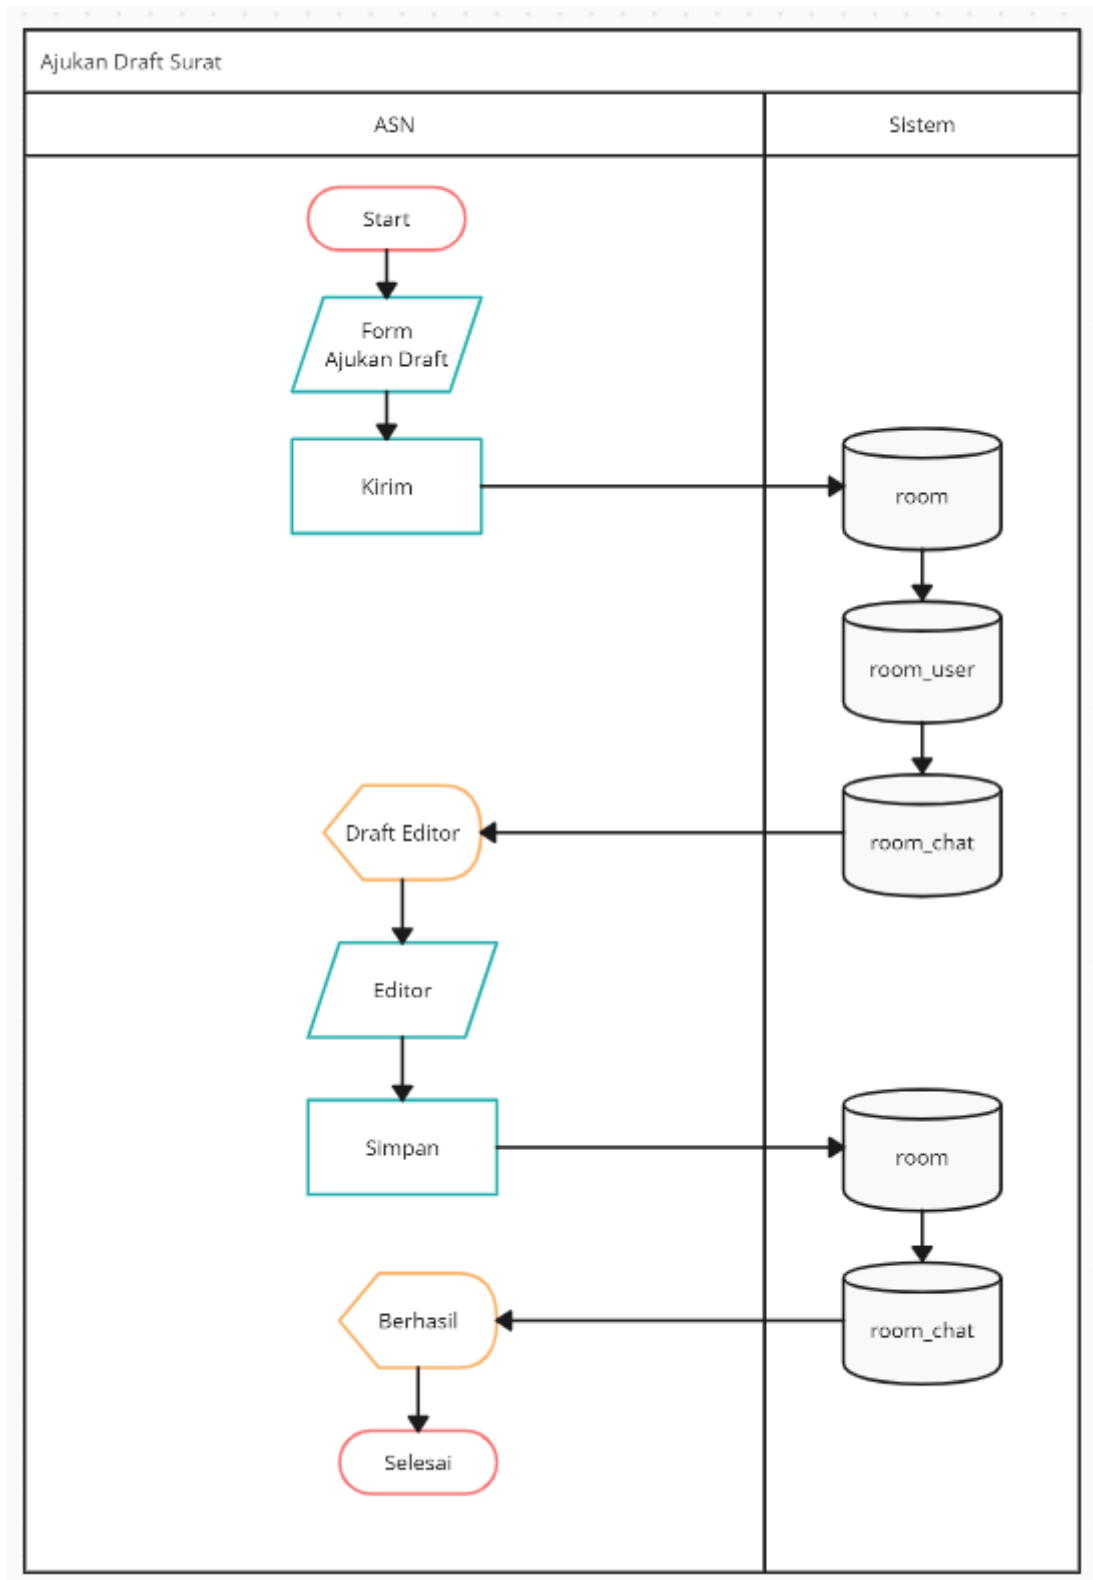 Ajukan Draft Surat
ASN
Sistem
Start
Form
Ajukan Draft
Kirim
room
room_user
Draft Editor
room_chat
Editor
Simpan
room
Berhasil
room_chat
Selesai